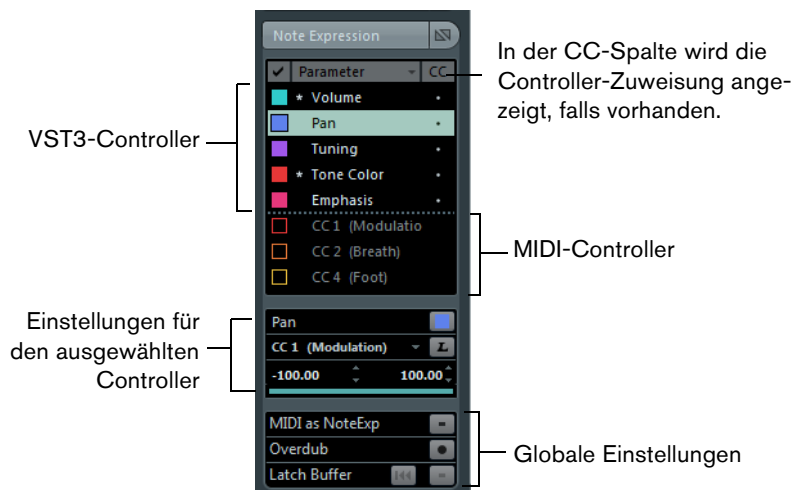 Note Expression
✓ Parameter CC
* Volume
Pan
Tuning
* Tone Color
Emphasis
CC 1 (Modulatio
CC 2 (Breath)
CC 4 (Foot)
Pan
CC 1 (Modulation) L
-100.00 100.00
MIDI as NoteExp
Overdub
Latch Buffer
VST3-Controller
Einstellungen für
den ausgewählten
Controller
In der CC-Spalte wird die
Controller-Zuweisung ange-
zeigt, falls vorhanden.
MIDI-Controller
Globale Einstellungen